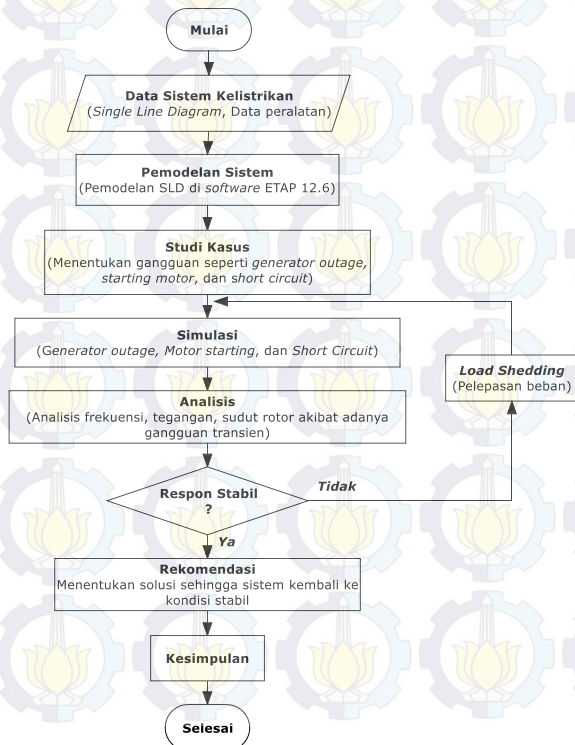 Mulai
Data Sistem Kelistrikan
(Single Line Diagram, Data peralatan)
Pemodelan Sistem
(Pemodelan SLD di software ETAP 12.6)
Studi Kasus
(Menentukan gangguan seperti generator outage,
starting motor, dan short circuit)
Simulasi
(Generator outage, Motor starting, dan Short Circuit)
Load Shedding
(Pelepasan beban)
Analisis
(Analisis frekuensi, tegangan, sudut rotor akibat adanya
gangguan transien)
Respon Stabil
?
Tidak
Ya
Rekomendasi
Menentukan solusi sehingga sistem kembali ke
kondisi stabil
Kesimpulan
Selesai